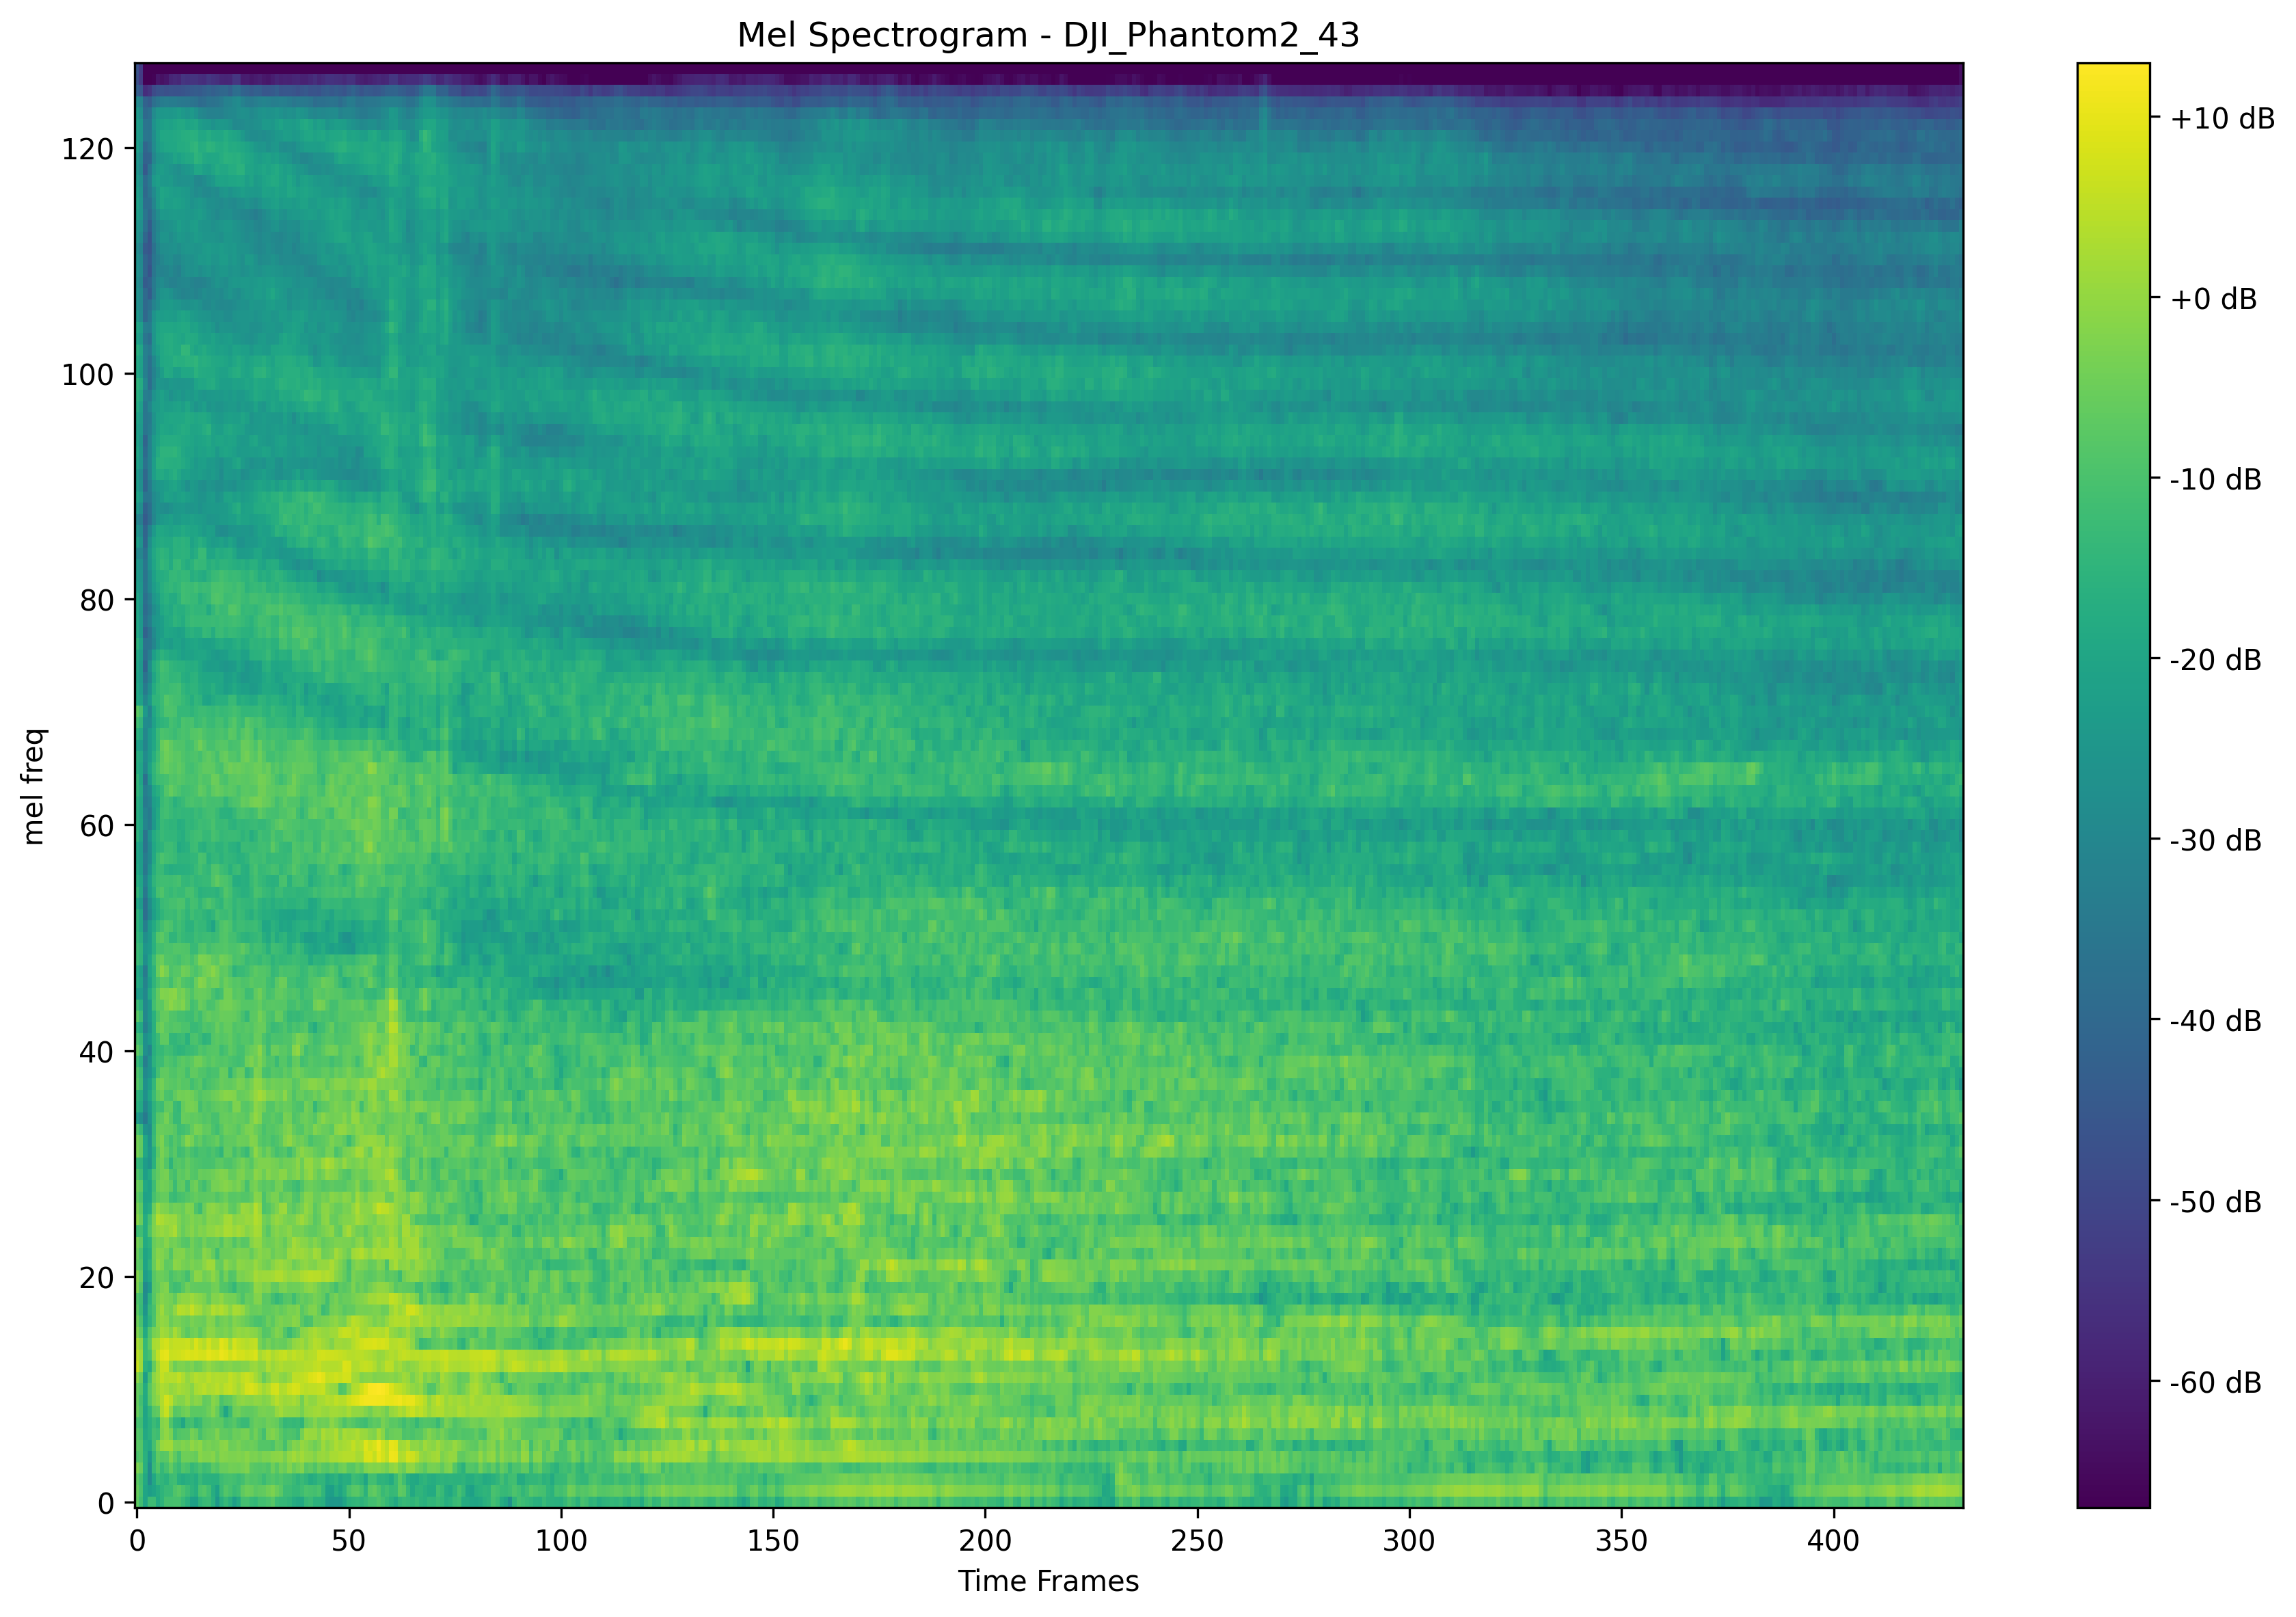 Mel Spectrogram - DJI_Phantom2_43
mel freq
120
100
80
60
40
20
0
0 50 100 150 200 250 300 350 400
Time Frames
+10 dB
+0 dB
-10 dB
-20 dB
-30 dB
-40 dB
-50 dB
-60 dB